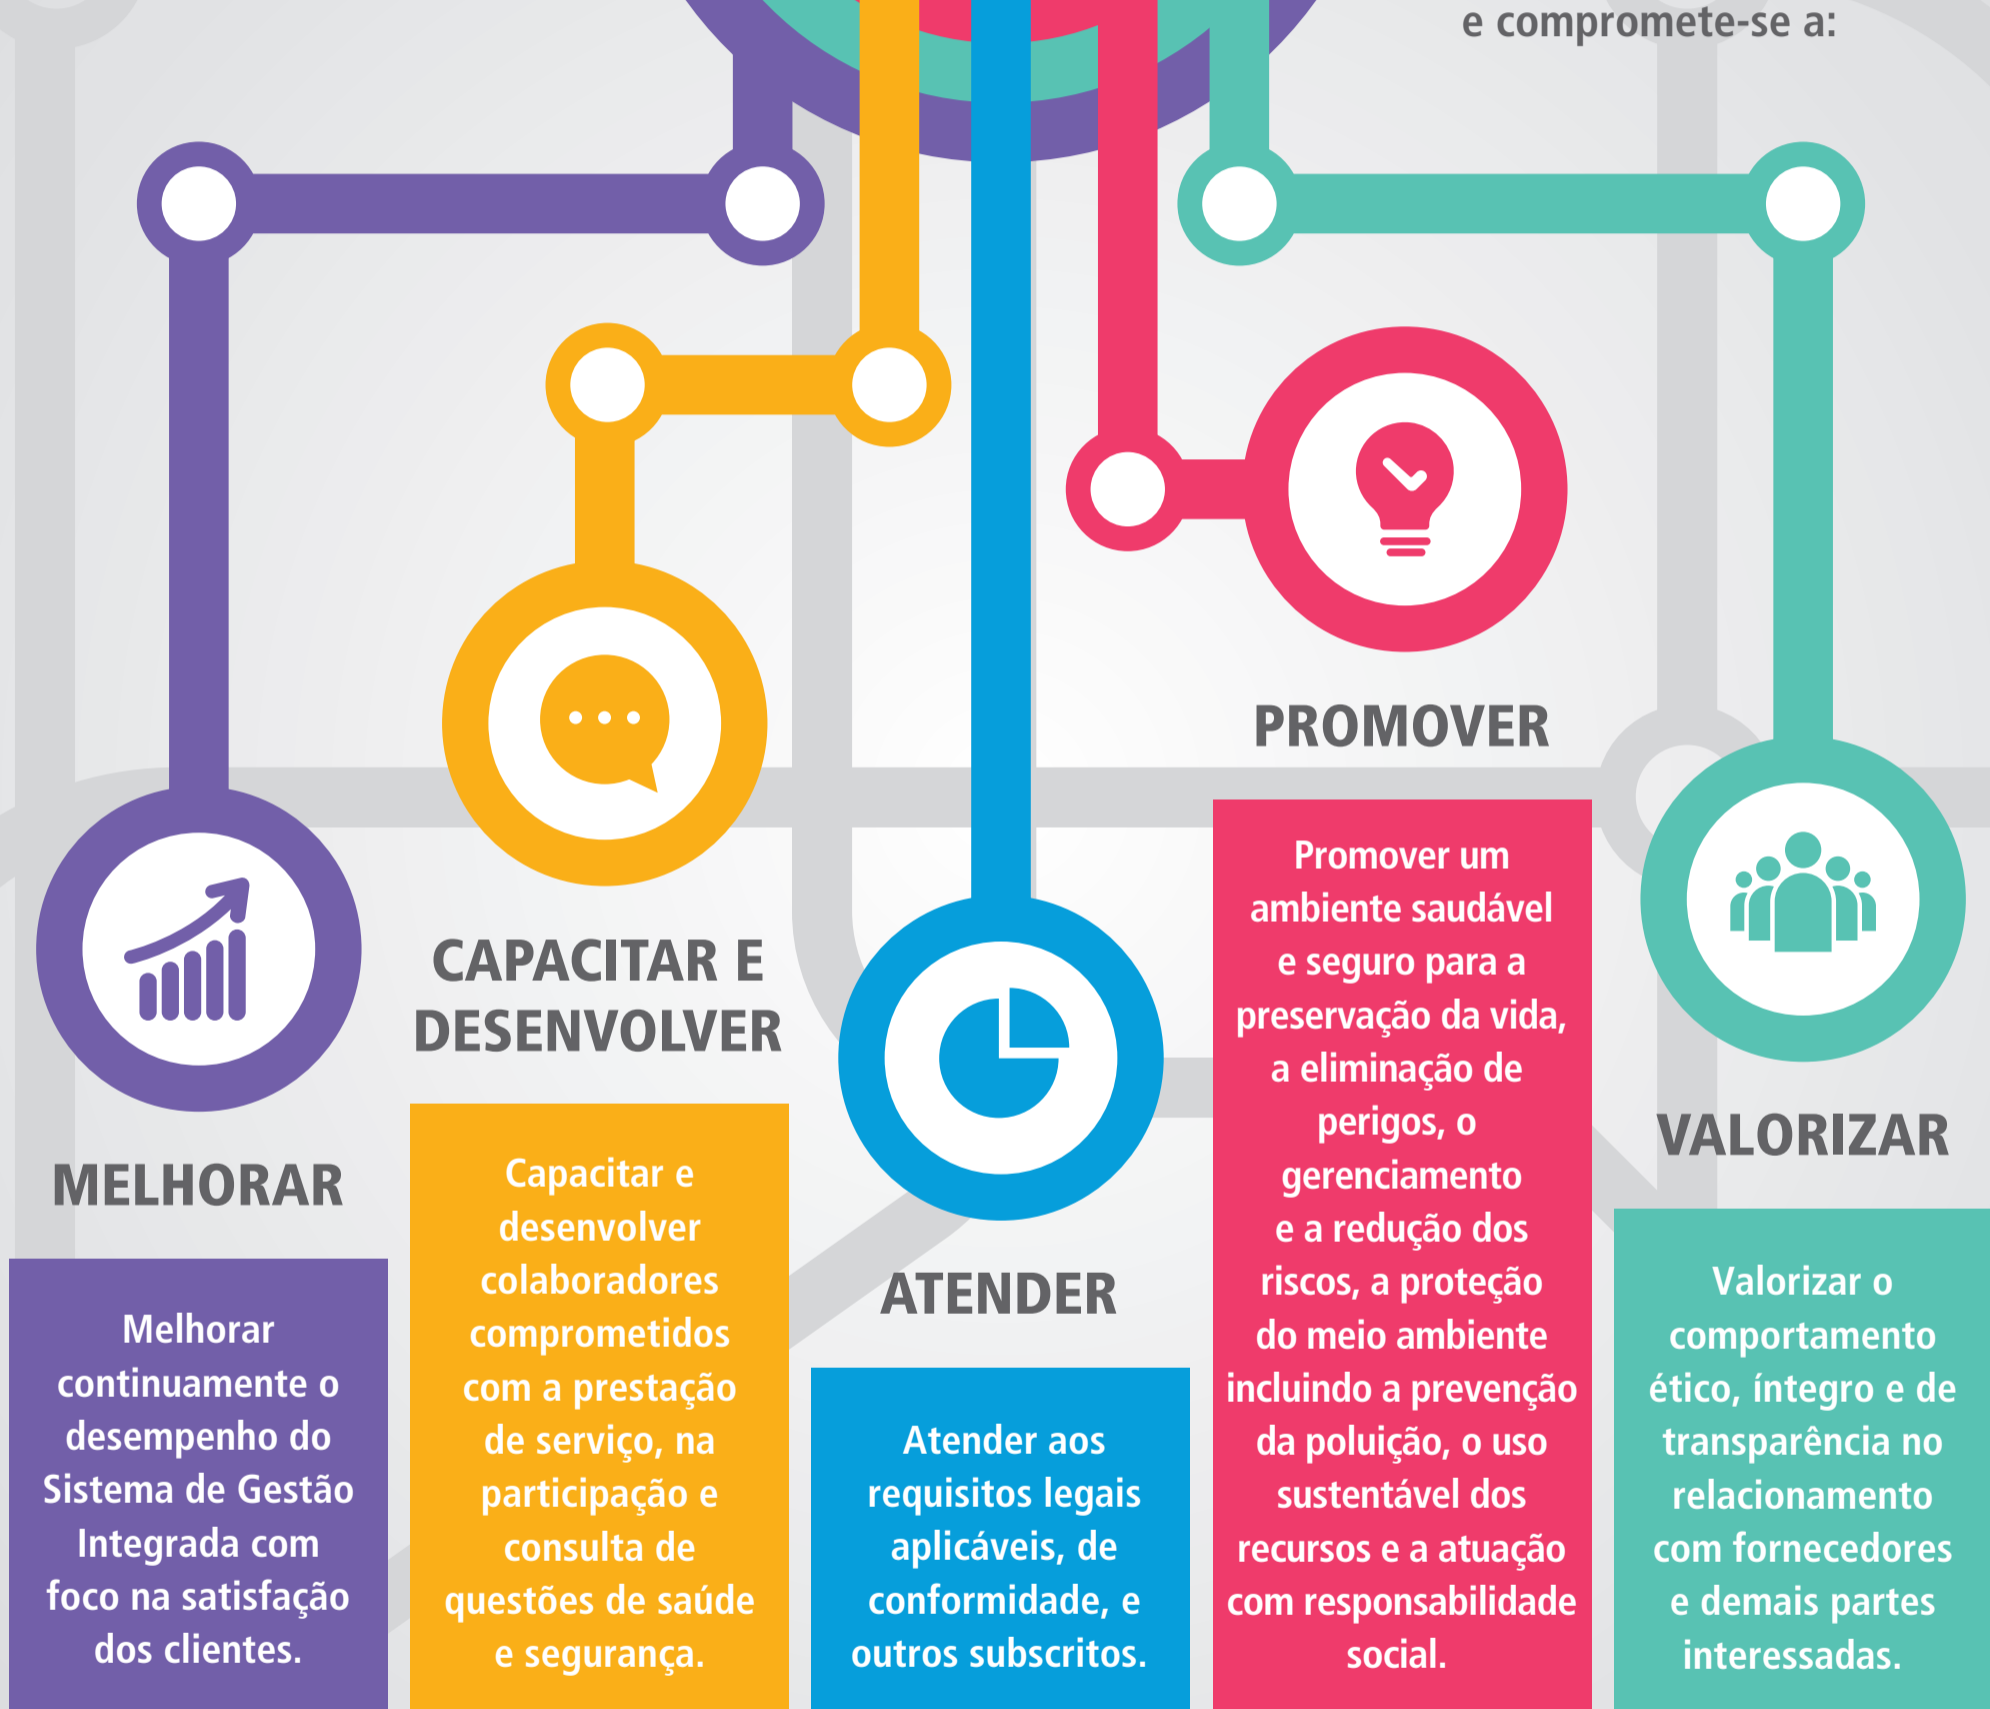 e compromete-se a:
MELHORAR
Melhorar
continuamente o
desempenho do
Sistema de Gestão
Integrada com
foco na satisfação
dos clientes.
CAPACITAR E
DESENVOLVER
Capacitar e
desenvolver
colaboradores
comprometidos
com a prestação
de serviço, na
participação e
consulta de
questões de saúde
e segurança.
ATENDER
Atender aos
requisitos legais
aplicáveis, de
conformidade, e
outros subscritos.
PROMOVER
Promover um
ambiente saudável
e seguro para a
preservação da vida,
a eliminação de
perigos, o
gerenciamento
e a redução dos
riscos, a proteção
do meio ambiente
incluindo a prevenção
da poluição, o uso
sustentável dos
recursos e a atuação
com responsabilidade
social.
VALORIZAR
Valorizar o
comportamento
ético, íntegro e de
transparência no
relacionamento
com fornecedores
e demais partes
interessadas.